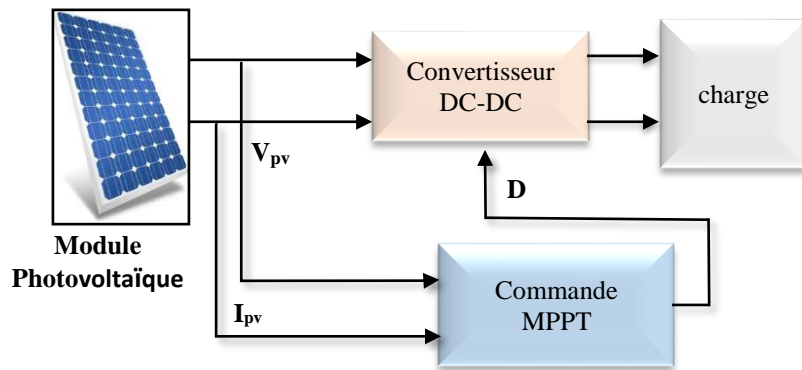 Convertisseur
DC-DC
charge
Vpv
D
Module
Photovoltaïque
Ipv
Commande
MPPT